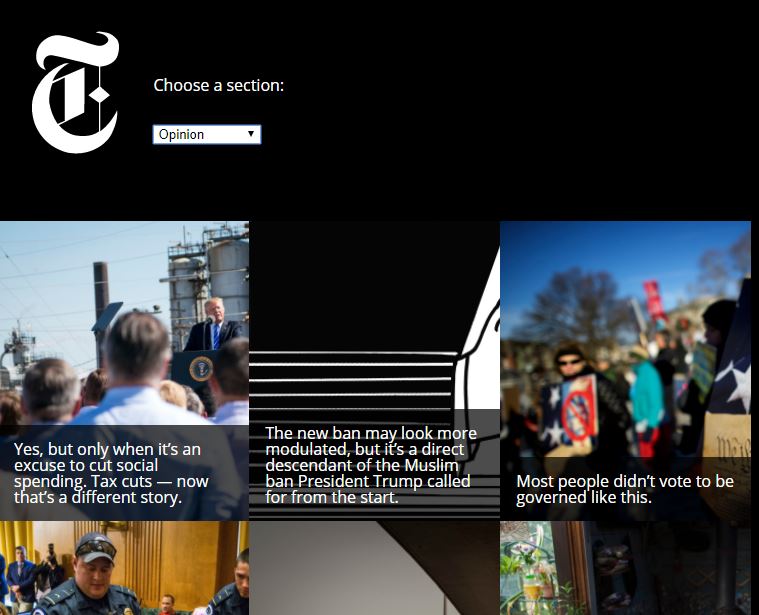 Choose a section:
Opinion
Yes, but only when it’s an
excuse to cut social
spending. Tax cuts — now
that’s a different story.
The new ban may look more
modulated, but it’s a direct
descendant of the Muslim
ban President Trump called
for from the start.
Most people didn’t vote to be
governed like this.